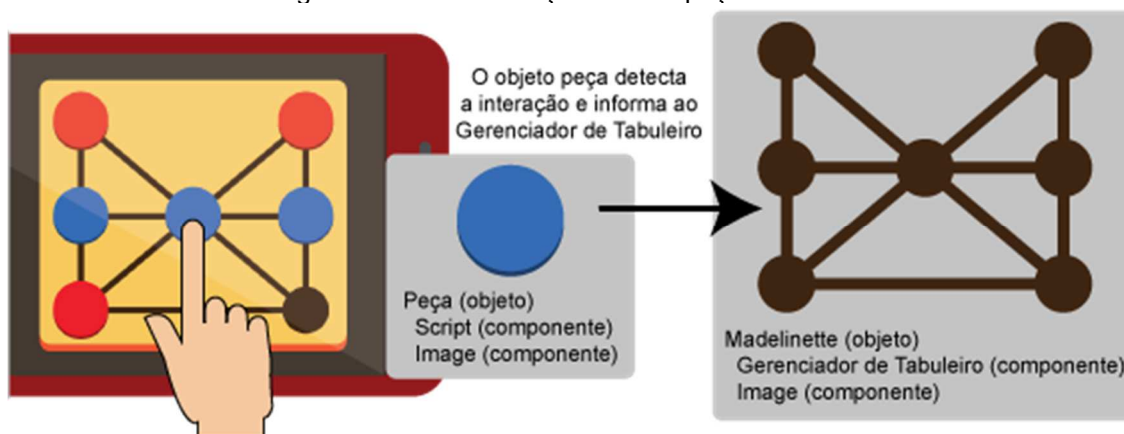 O objeto peça detecta
a interação e informa ao
Gerenciador de Tabuleiro
Peça (objeto)
Script (componente)
Image (componente)
Madelinette (objeto)
Gerenciador de Tabuleiro (componente)
Image (componente)